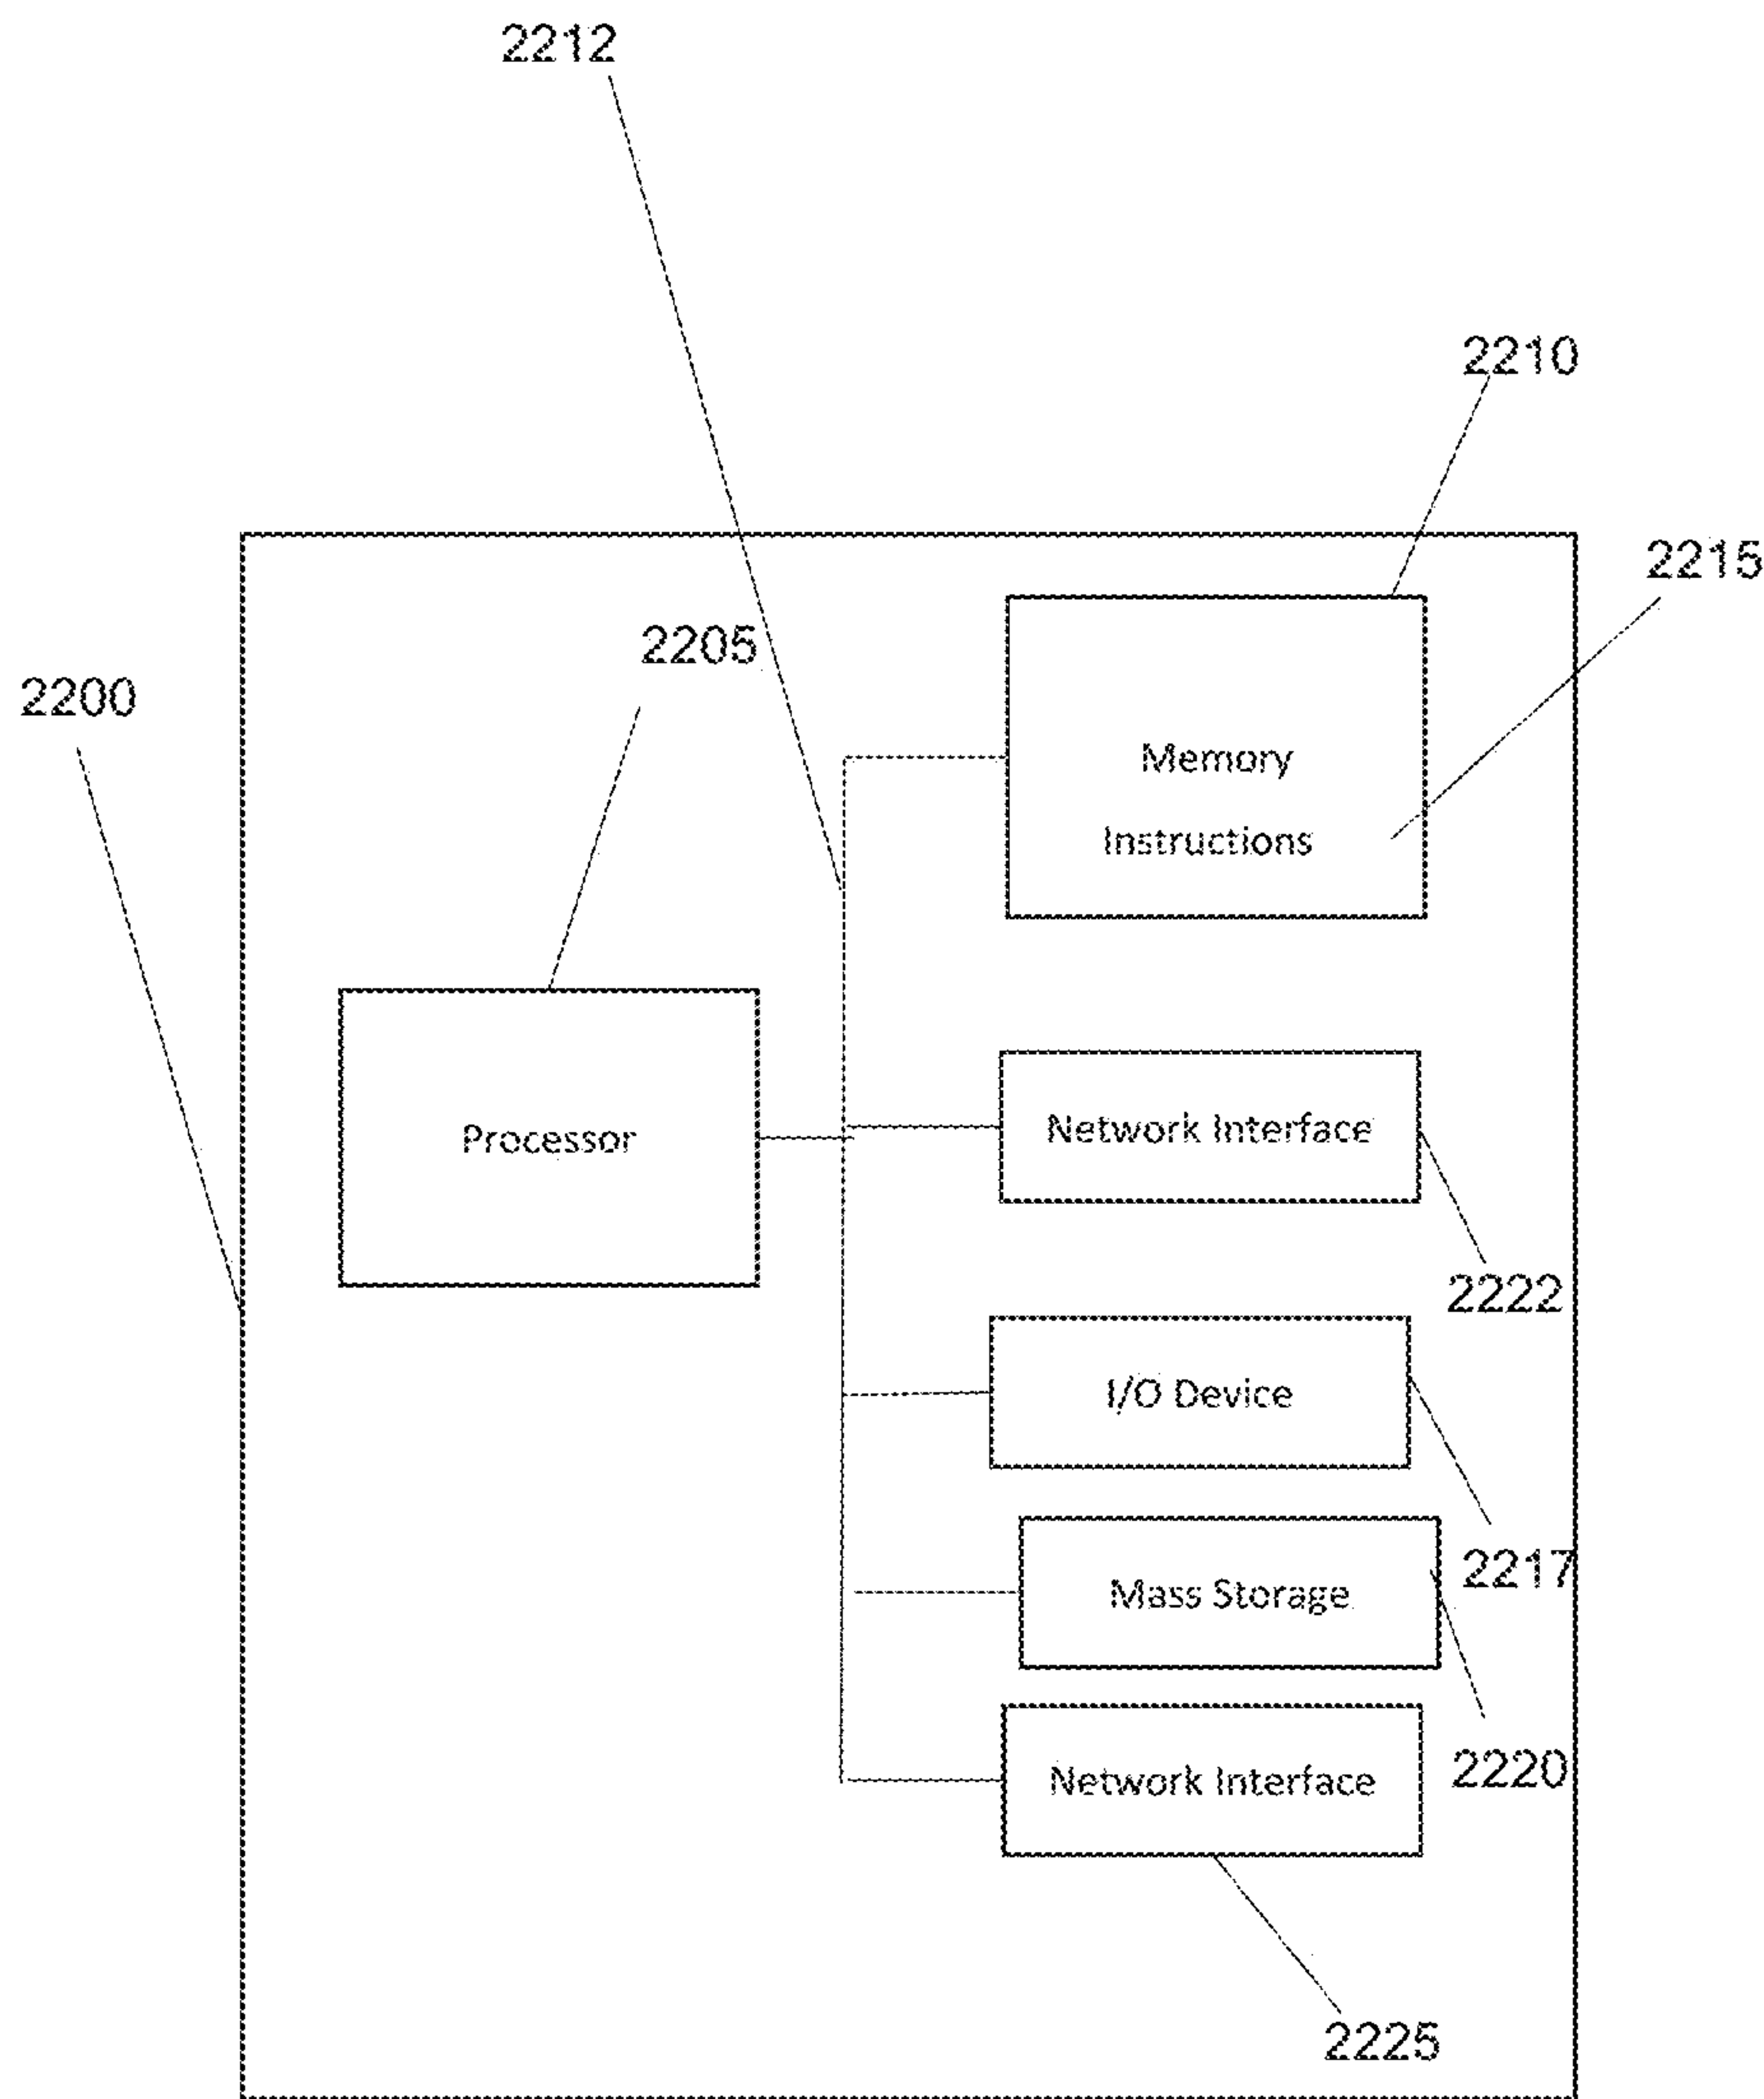 2212
2210
2215
2205
2200
Memory
Instructions
Processor
Network Interface
2222
I/O Device
2217
Mass Storage
2220
Network Interface
2225